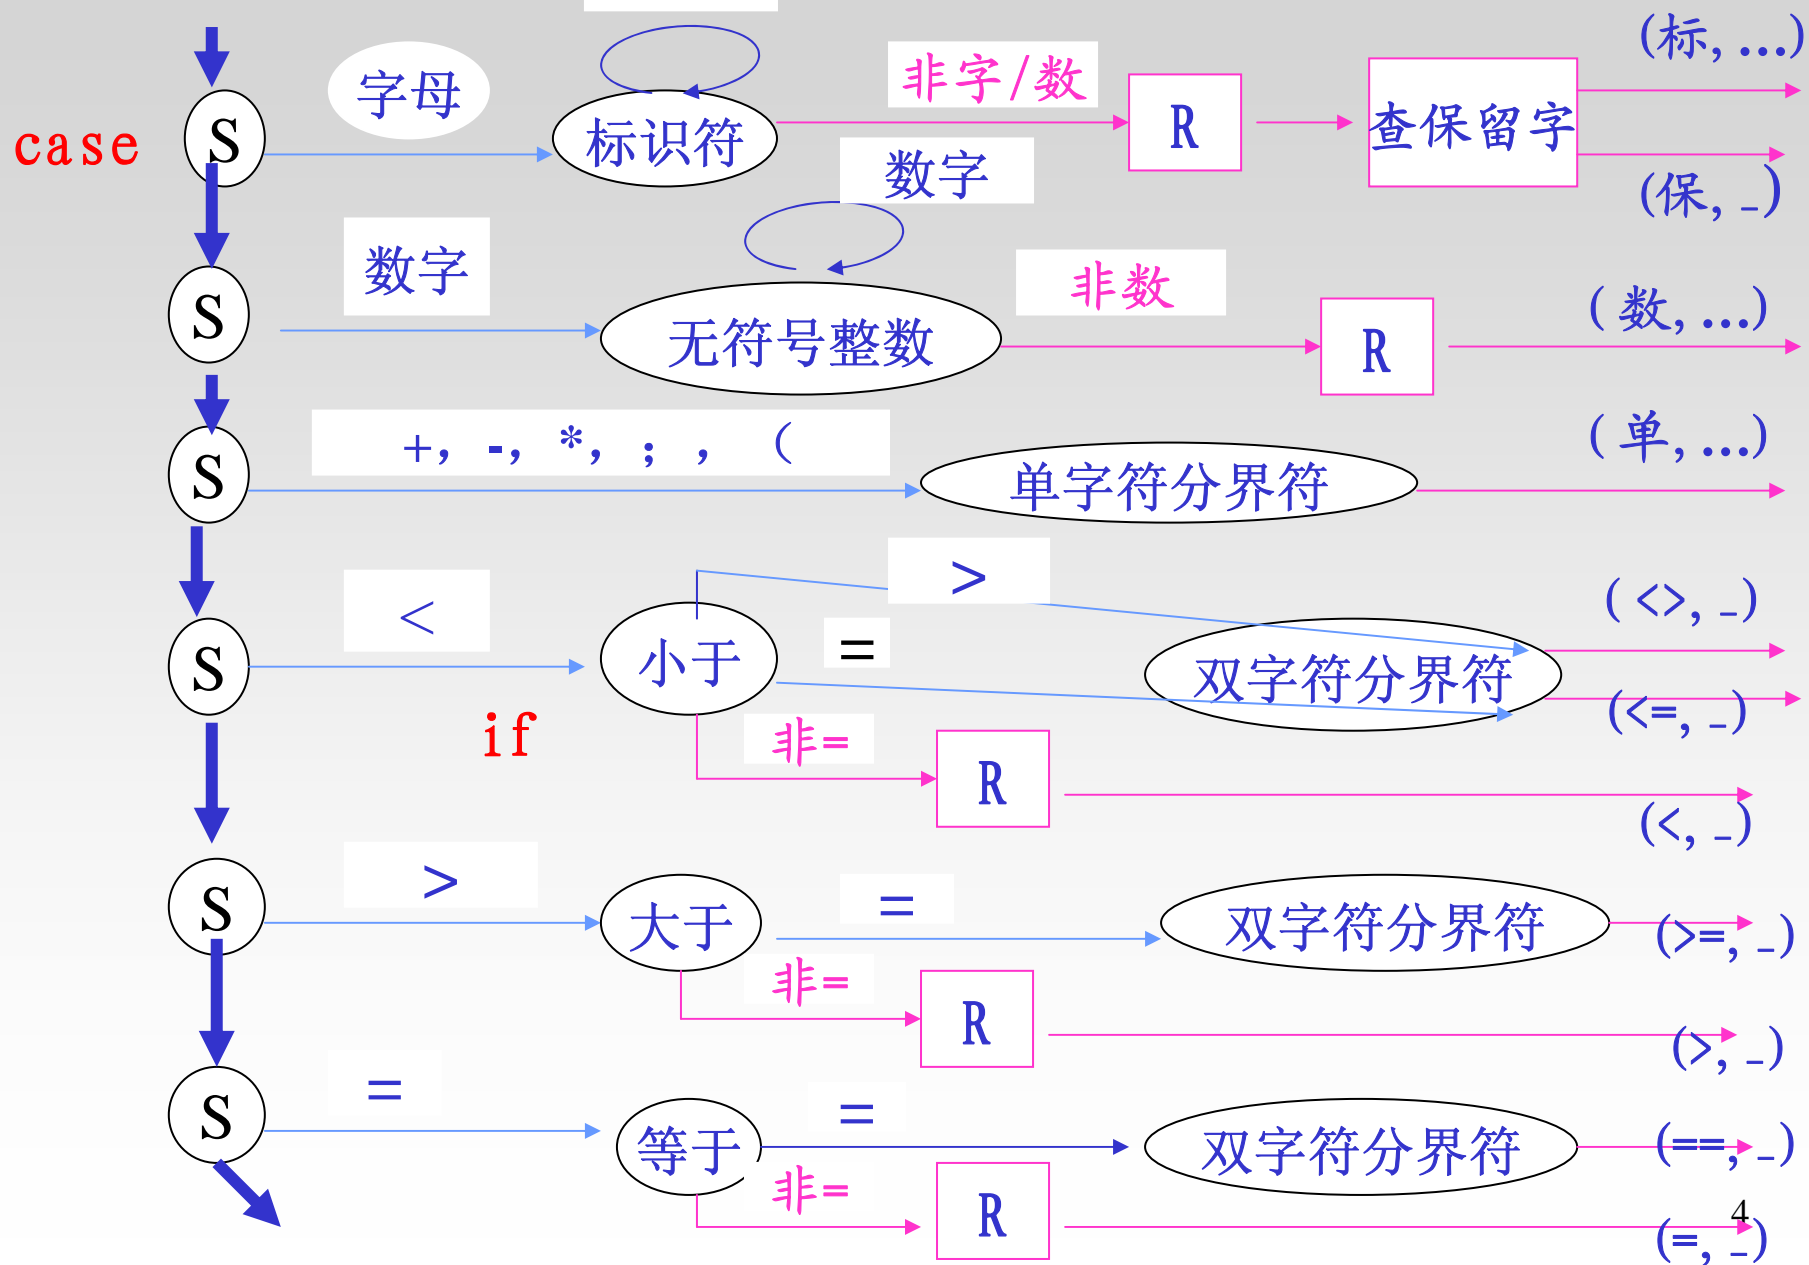 (标, …)
字母
非字/数
case
S
标识符
R
查保留字
数字
(保, _)
数字
非数
( 数, …)
S
无符号整数
R
+, -, *, ; , (
( 单, …)
S
单字符分界符
>
( <>, _)
<
=
S
小于
双字符分界符
(<=, _)
if
非=
R
(<, _)
>
=
S
大于
双字符分界符
(>=, _)
非=
R
(>, _)
=
=
S
等于
双字符分界符
(==, _)
非=
R
4
(=, _)